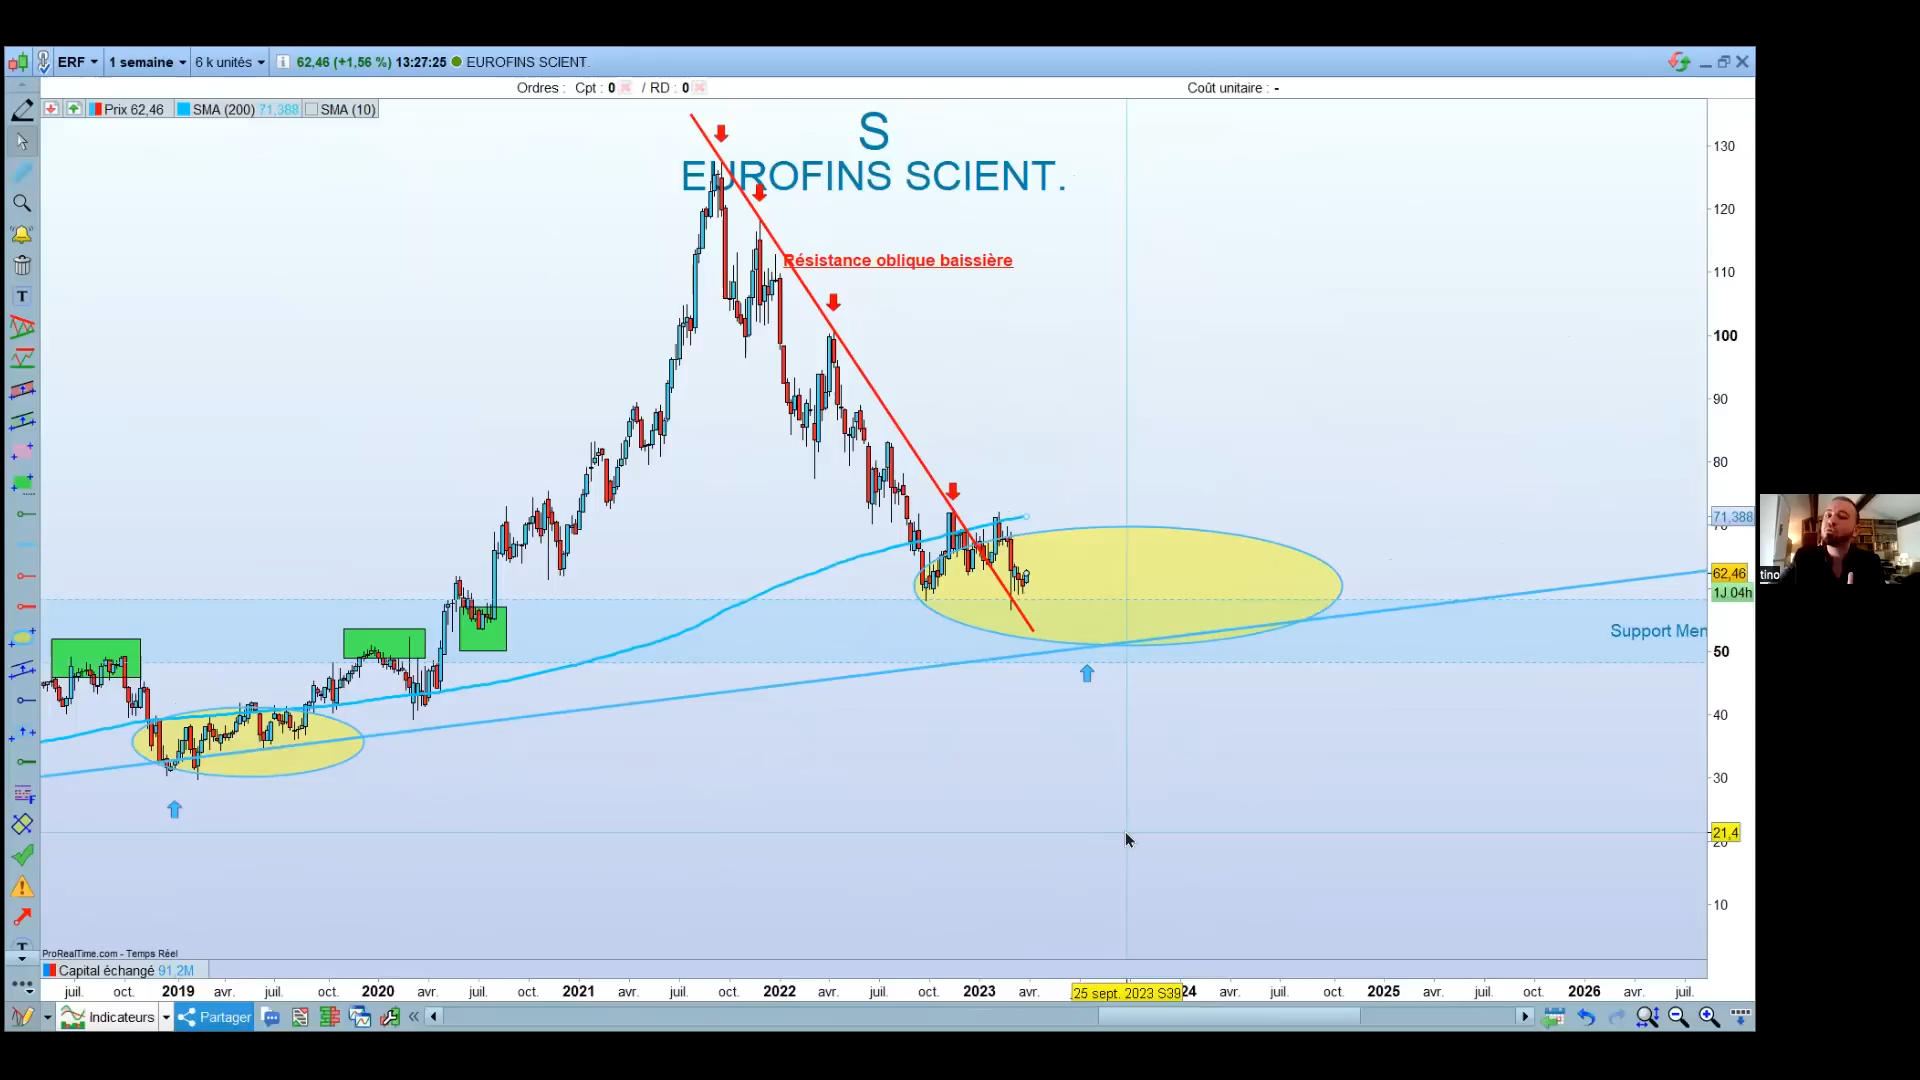 ERF 1 semaine 6 k unités 62,46 (+1,56 %) 13:27:25 EUROFINS SCIENT.
Ordres : Cpt : 0 / RD : 0 Coût unitaire : -
Prix 62,46 SMA (200) 71,388 SMA (10)
S
EUROFINS SCIENT.
Résistance oblique baissière
130
120
110
100
90
80
71,388
62,46
1J 04h
Support Men
50
40
30
21,4
20
10
T
ProRealTime.com - Temps Réel
Capital échangé 91,2M
juil. oct. 2019 avr. juil. oct. 2020 avr. juil. oct. 2021 avr. juil. oct. 2022 avr. juil. oct. 2023 avr. 25 sept. 2023 S39 24 avr. juil. oct. 2025 avr. juil. oct. 2026 avr. juil.
Indicateurs Partager
tino